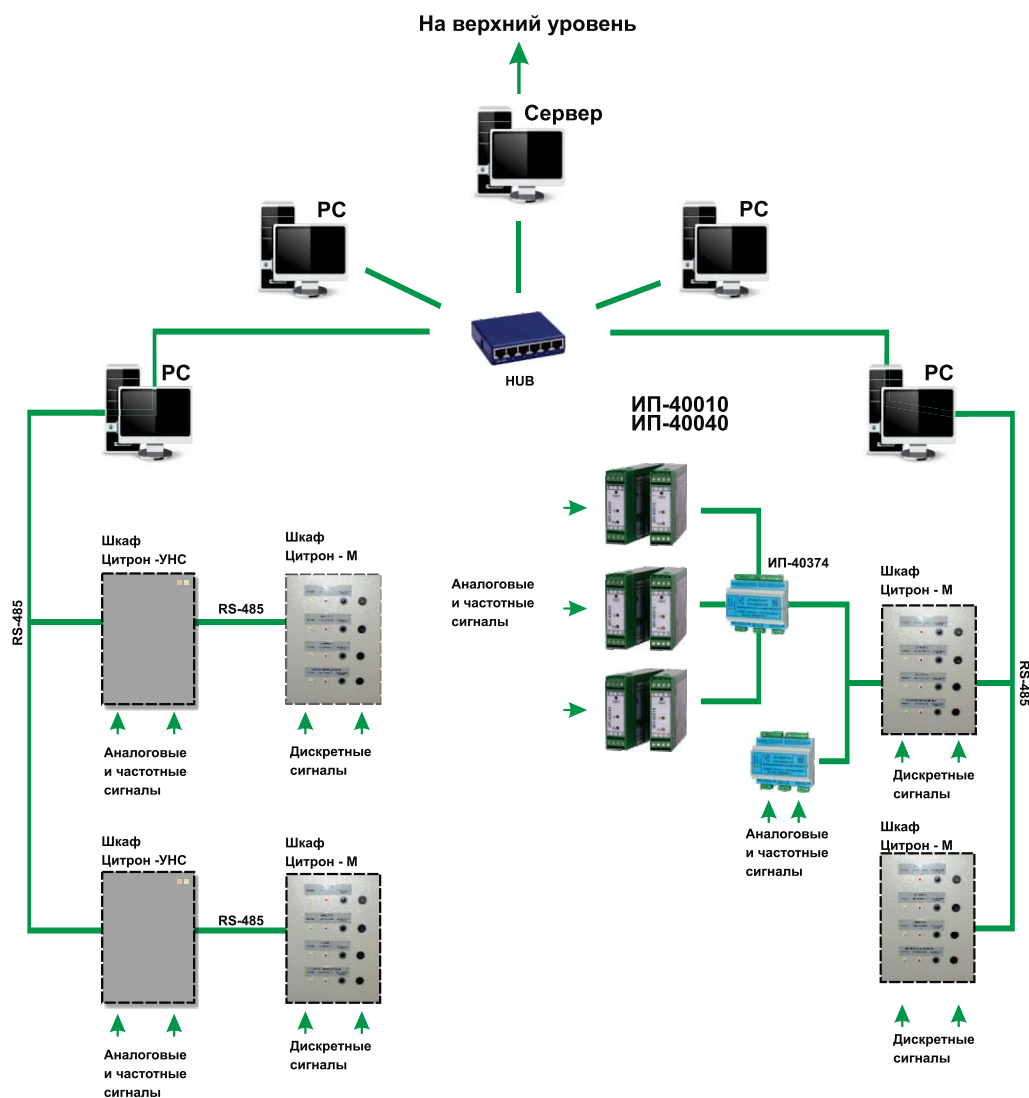 На верхний уровень
Сервер
PC
PC
HUB
PC
PC
ИП-40010
ИП-40040
Шкаф
Цитрон -УНС
Шкаф
Цитрон - М
RS-485
RS-485
Аналоговые
и частотные
сигналы
Дискретные
сигналы
Аналоговые
и частотные
сигналы
ИП-40374
Шкаф
Цитрон - М
RS-485
Дискретные
сигналы
Аналоговые
и частотные
сигналы
Шкаф
Цитрон -УНС
Шкаф
Цитрон - М
RS-485
Аналоговые
и частотные
сигналы
Дискретные
сигналы
Шкаф
Цитрон - М
Дискретные
сигналы